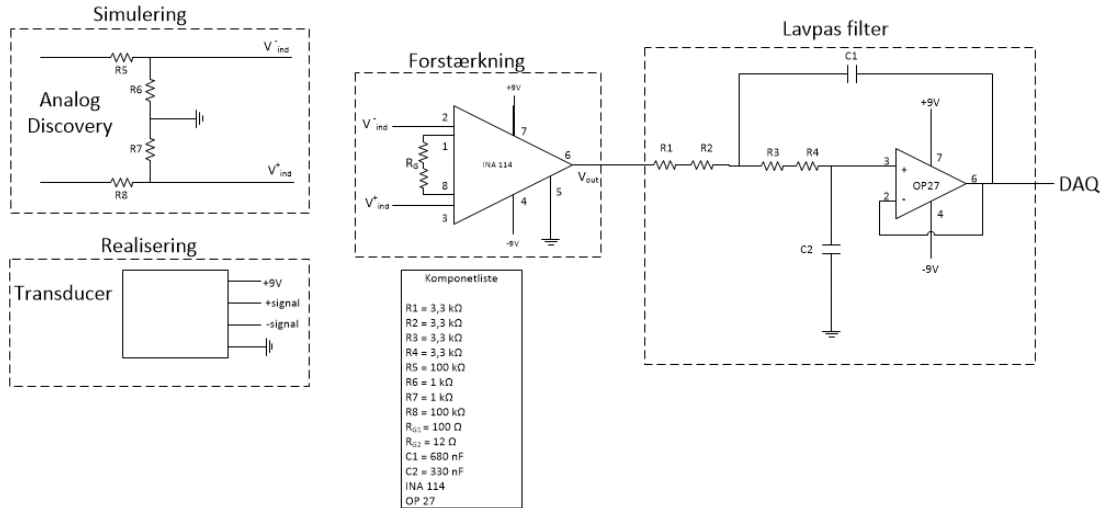 Simulering
V-ind
R5
R6
Analog
Discovery
R7
V+ind
R8
Realisering
Transducer
+9V
+signal
-signal
Forstærkning
+9V
V-ind
2
7
1
RG
INA 114
6
Vout
8
5
V+ind
4
3
-9V
Komponetliste
R1 = 3,3 kΩ
R2 = 3,3 kΩ
R3 = 3,3 kΩ
R4 = 3,3 kΩ
R5 = 100 kΩ
R6 = 1 kΩ
R7 = 1 kΩ
R8 = 100 kΩ
RG1 = 100 Ω
RG2 = 12 Ω
C1 = 680 nF
C2 = 330 nF
INA 114
OP 27
Lavpas filter
C1
+9V
R1
R2
R3
R4
3
+
7
OP27
6
DAQ
2
-
4
C2
-9V